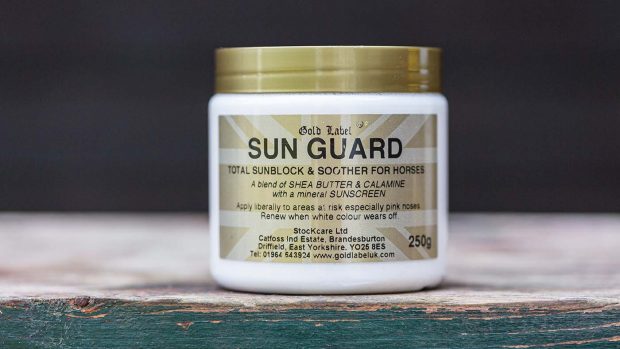 Gold Label
SUN GUARD
TOTAL SUNBLOCK & SOOTHER FOR HORSES
A blend of SHEA BUTTER & CALAMINE
with a mineral SUNSCREEN
Apply liberally to areas at risk especially pink noses.
Renew when white colour wears off.
StocKcare Ltd
Catfoss Ind Estate, Brandesburton
Driffield, East Yorkshire. YO25 8ES
Tel: 01964 543924 www.goldlabeluk.com
250g